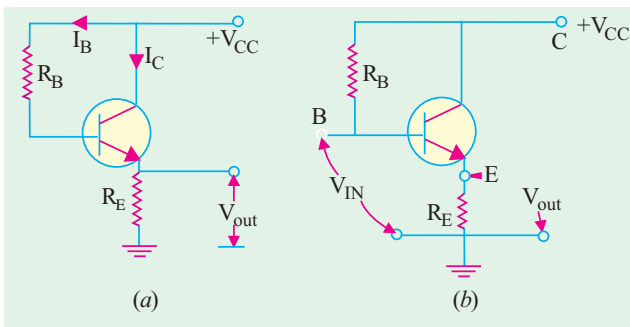 I_B
+V_CC
R_B
I_C
R_E
V_out
(a)
C
+V_CC
R_B
B
E
V_IN
R_E
V_out
(b)